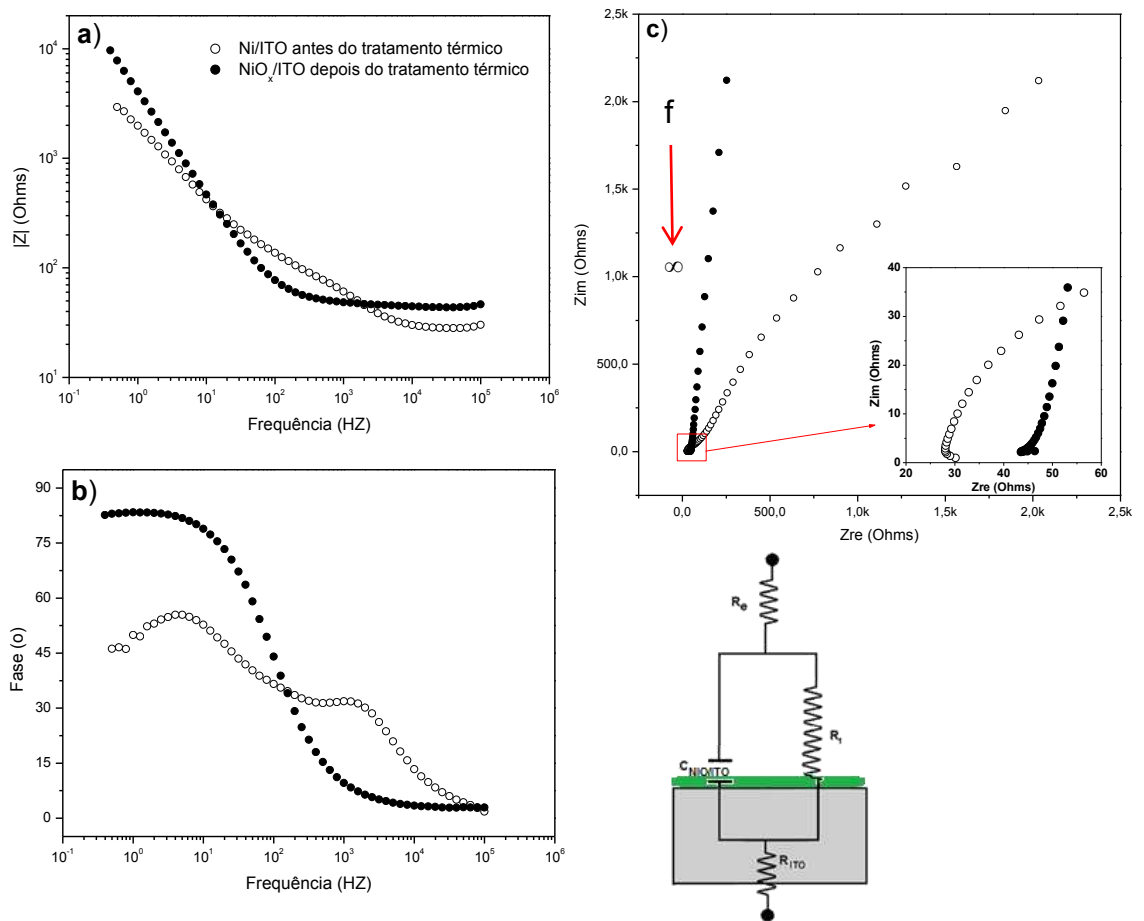 a)
Ni/ITO antes do tratamento térmico
NiOx/ITO depois do tratamento térmico
10^4
10^3
10^2
10^1
|Z| (Ohms)
10^-1 10^0 10^1 10^2 10^3 10^4 10^5 10^6
Frequência (HZ)
b)
90
75
60
45
30
15
0
Fase (o)
10^-1 10^0 10^1 10^2 10^3 10^4 10^5 10^6
Frequência (HZ)
c)
f
∞
2,5k
2,0k
1,5k
1,0k
500,0
0,0
Zim (Ohms)
0,0 500,0 1,0k 1,5k 2,0k 2,5k
Zre (Ohms)
40
30
20
10
0
Zim (Ohms)
20 30 40 50 60
Zre (Ohms)
Re
R1
CNIO/ITO
RITO